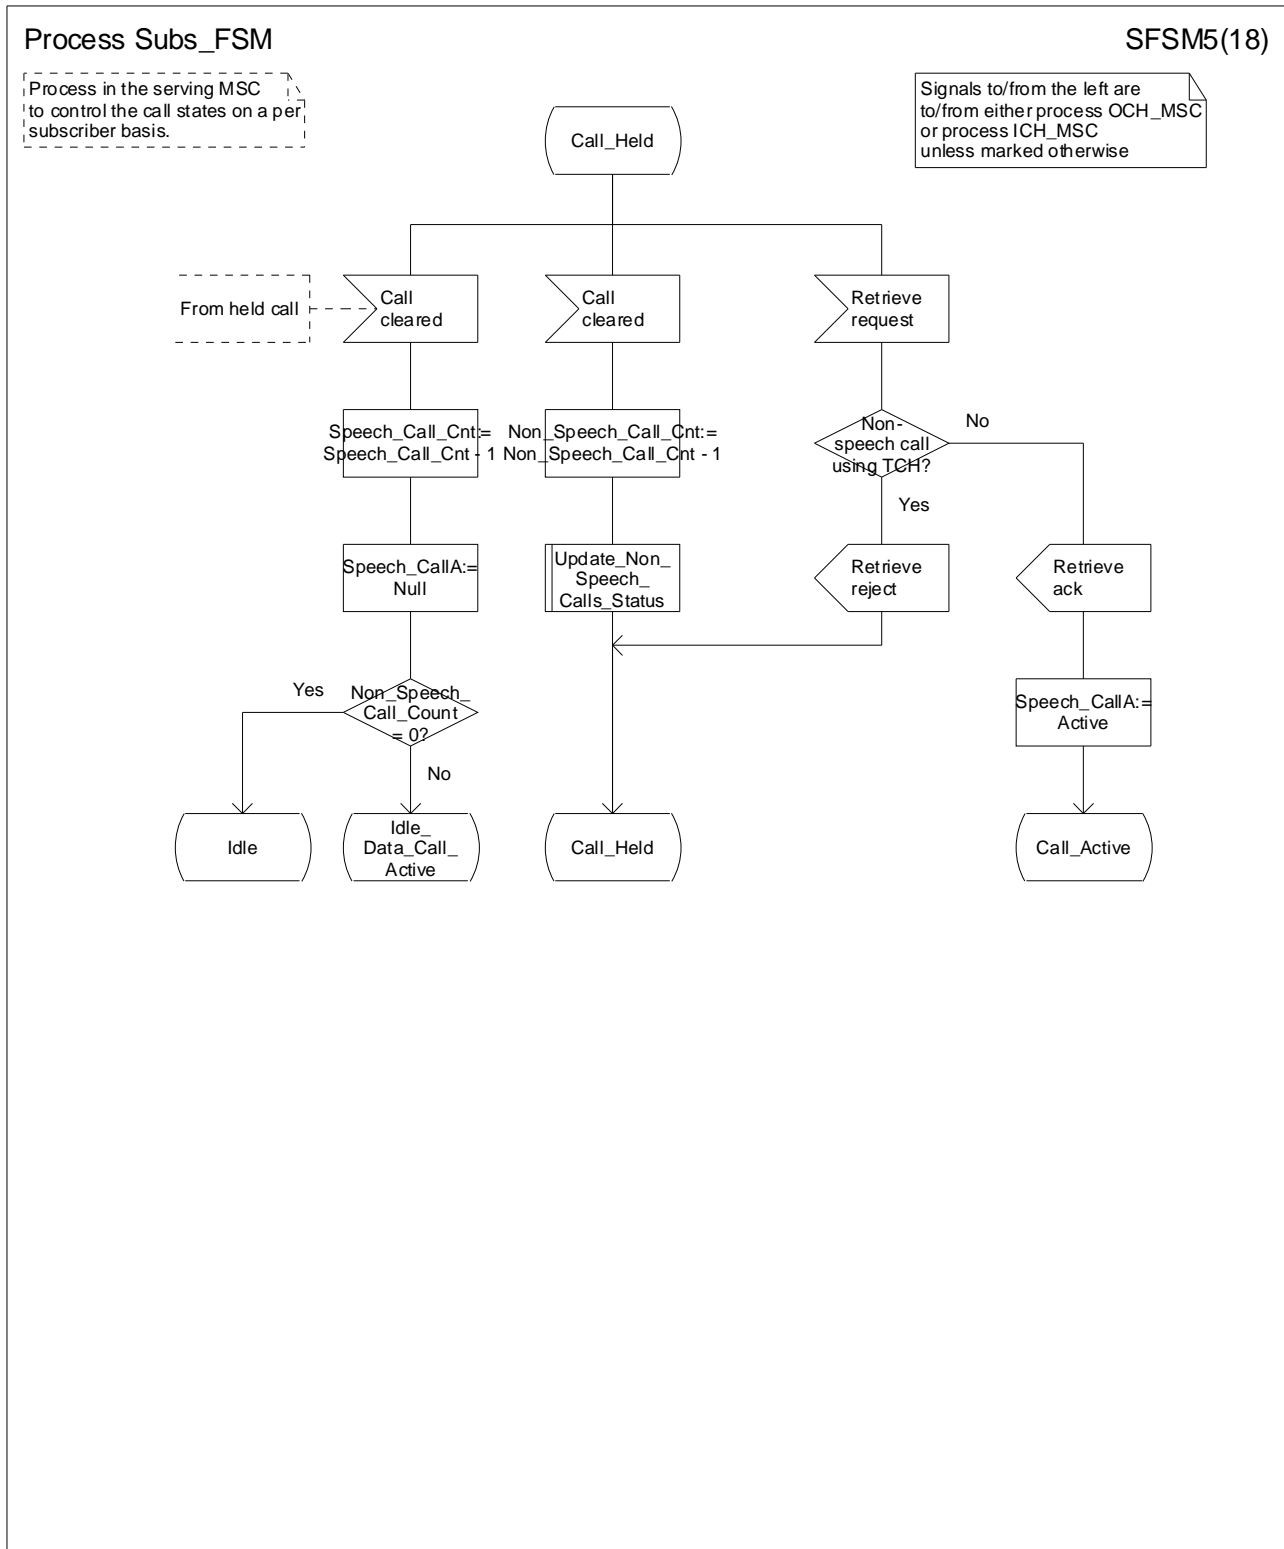 Process Subs_FSM
SFSM5(18)
Process in the serving MSC
to control the call states on a per
subscriber basis.
Signals to/from the left are
to/from either process OCH_MSC
or process ICH_MSC
unless marked otherwise
Call_Held
From held call
Call
cleared
Call
cleared
Retrieve
request
Speech_Call_Cnt:=
Speech_Call_Cnt - 1
Non_Speech_Call_Cnt:=
Non_Speech_Call_Cnt - 1
Non-
speech call
using TCH?
No
Yes
Speech_CallA:=
Null
Update_Non_
Speech_
Calls_Status
Retrieve
reject
Retrieve
ack
Yes
Non_Speech_
Call_Count
= 0?
No
Speech_CallA:=
Active
Idle
Idle_
Data_Call_
Active
Call_Held
Call_Active